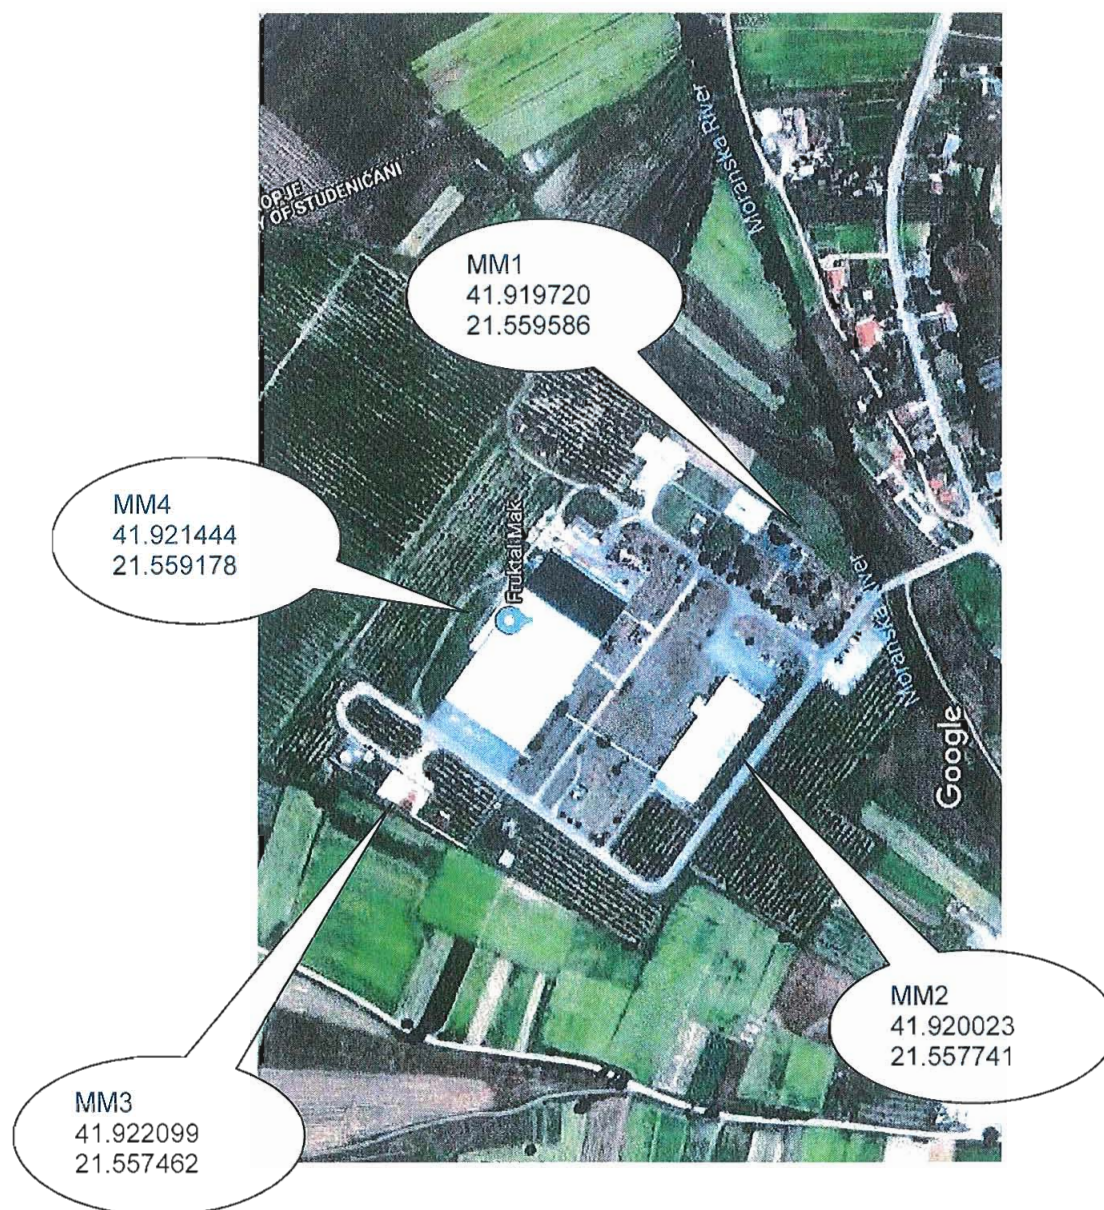 Moranska River
OPJE
Y OF STUDENIČANI
MM1
41.919720
21.559586
MM4
41.921444
21.559178
Fruktal Mak
Moranska River
Google
MM2
41.920023
21.557741
MM3
41.922099
21.557462